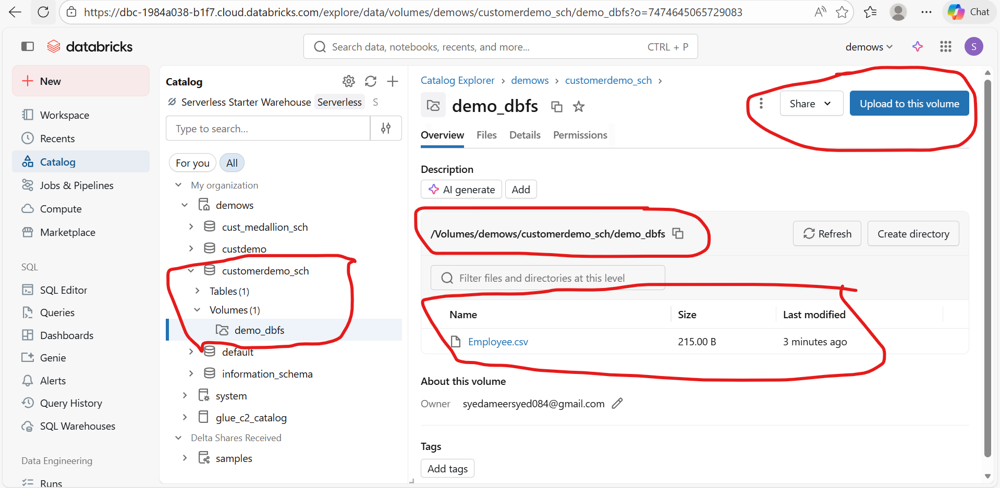 https://dbc-1984a038-b1f7.cloud.databricks.com/explore/data/volumes/demows/customerdemo_sch/demo_dbfs?o=7474645065729083
Chat
databricks
Search data, notebooks, recents, and more...
CTRL + P
demows
S
New
Workspace
Recents
Catalog
Jobs & Pipelines
Compute
Marketplace
SQL
SQL Editor
Queries
Dashboards
Genie
Alerts
Query History
SQL Warehouses
Data Engineering
Runs
Catalog
Serverless Starter Warehouse Serverless S
Type to search...
For you All
My organization
demows
cust_medallion_sch
custdemo
customerdemo_sch
Tables (1)
Volumes (1)
demo_dbfs
default
information_schema
system
glue_c2_catalog
Delta Shares Received
samples
Catalog Explorer › demows › customerdemo_sch ›
demo_dbfs
Share
Upload to this volume
Overview Files Details Permissions
Description
AI generate Add
/Volumes/demows/customerdemo_sch/demo_dbfs
Refresh Create directory
Filter files and directories at this level
Name Size Last modified
Employee.csv 215.00 B 3 minutes ago
About this volume
Owner syedameersyed084@gmail.com
Tags
Add tags